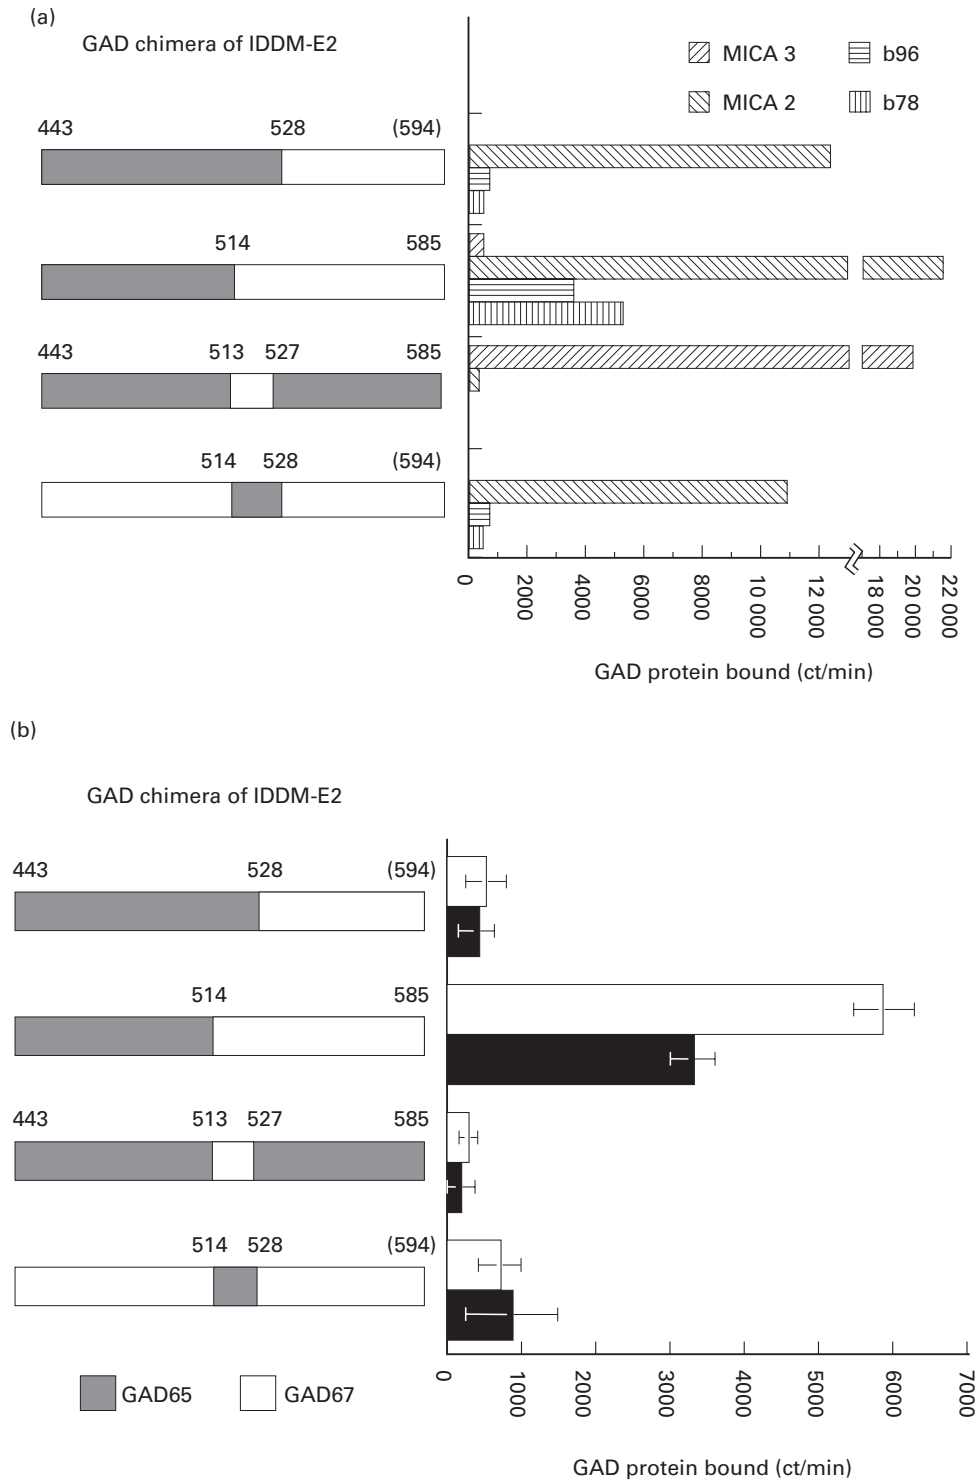 (a)
GAD chimera of IDDM-E2
MICA 3
b96
MICA 2
b78
443 528 (594)
514 585
443 513 527 585
514 528 (594)
0 2000 4000 6000 8000 10 000 12 000 18 000 20 000 22 000
GAD protein bound (ct/min)
(b)
GAD chimera of IDDM-E2
443 528 (594)
514 585
443 513 527 585
514 528 (594)
0 1000 2000 3000 4000 5000 6000 7000
GAD65 GAD67
GAD protein bound (ct/min)